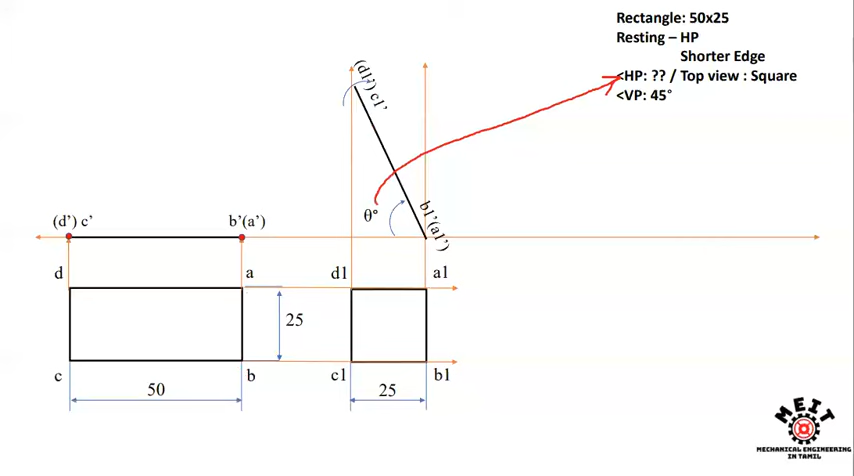 Rectangle: 50x25
Resting – HP
Shorter Edge
<HP: ?? / Top view : Square
<VP: 45°
(d1') c1'
θ°
b1'(a1')
(d') c'
b'(a')
d
a
d1
a1
25
c
b
c1
b1
50
25
MEIT
MECHANICAL ENGINEERING
IN TAMIL